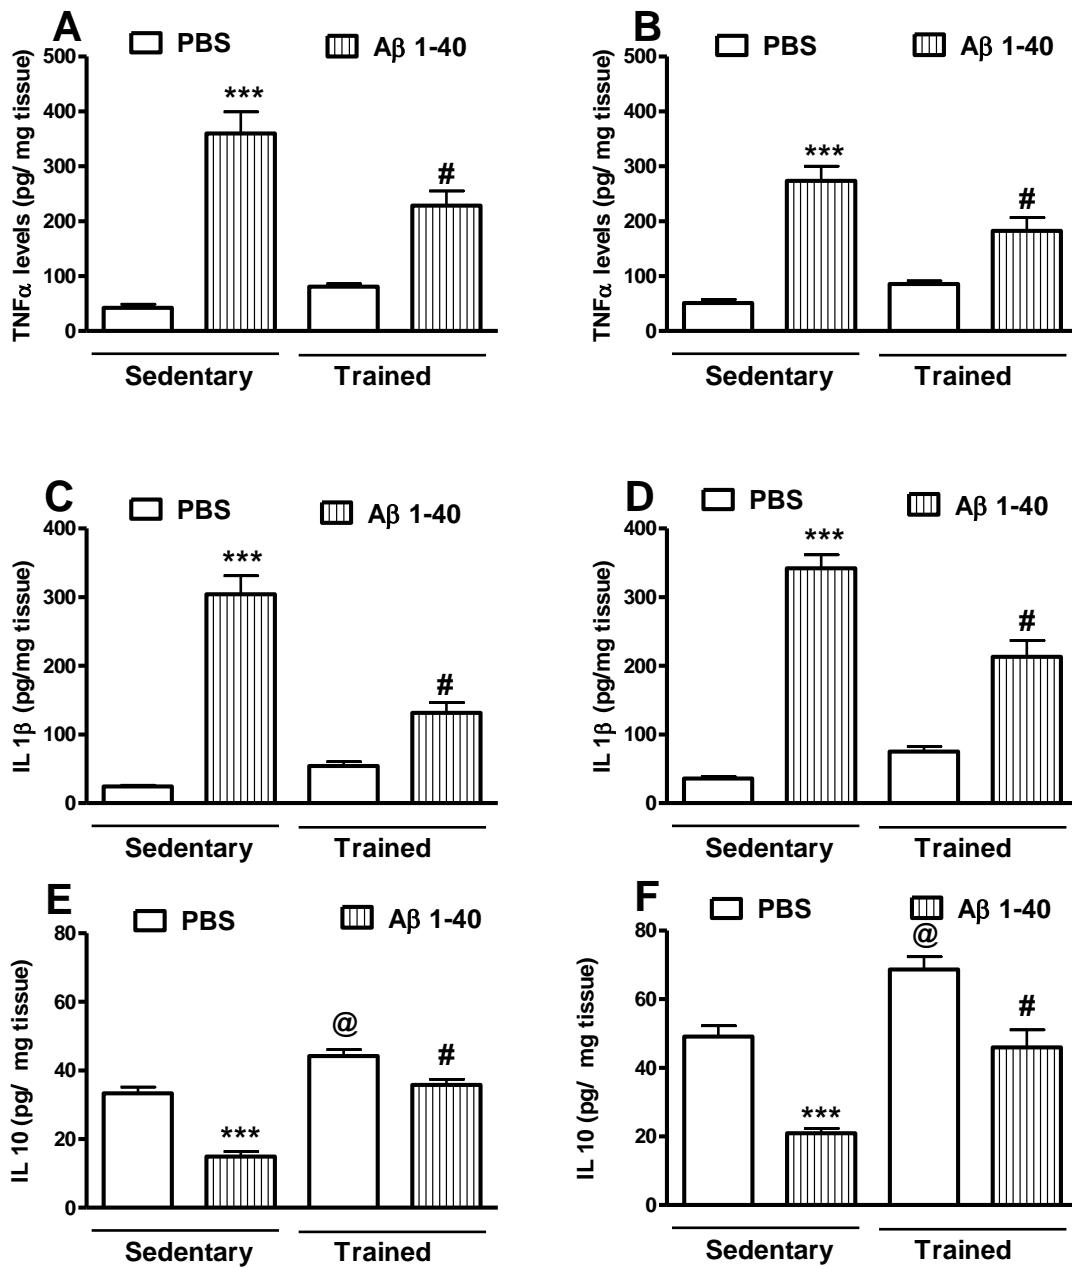 A
PBS
Aβ 1-40
TNFα levels (pg/ mg tissue)
500
400
300
200
100
0
***
#
Sedentary
Trained
B
PBS
Aβ 1-40
TNFα levels (pg/ mg tissue)
500
400
300
200
100
0
***
#
Sedentary
Trained
C
PBS
Aβ 1-40
IL 1β (pg/mg tissue)
400
300
200
100
0
***
#
Sedentary
Trained
D
PBS
Aβ 1-40
IL 1β (pg/mg tissue)
400
300
200
100
0
***
#
Sedentary
Trained
E
PBS
Aβ 1-40
IL 10 (pg/ mg tissue)
80
60
40
20
0
***
@
#
Sedentary
Trained
F
PBS
Aβ 1-40
IL 10 (pg/ mg tissue)
80
60
40
20
0
***
@
#
Sedentary
Trained